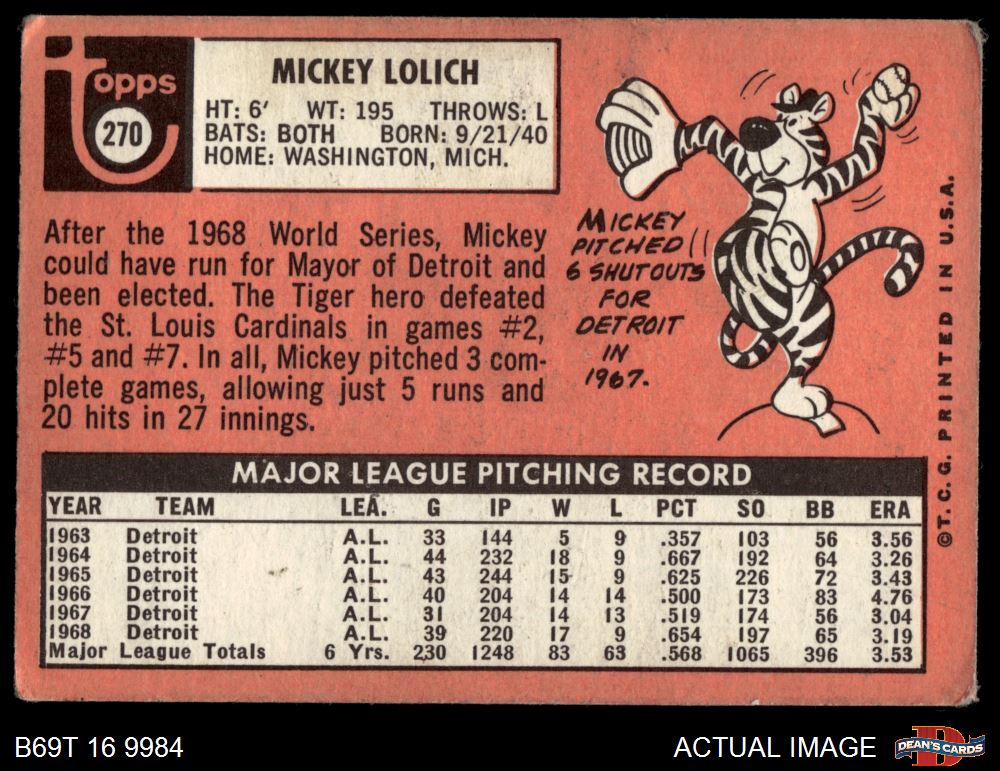 topps
270
MICKEY LOLICH
HT: 6' WT: 195 THROWS: L
BATS: BOTH BORN: 9/21/40
HOME: WASHINGTON, MICH.
After the 1968 World Series, Mickey
could have run for Mayor of Detroit and
been elected. The Tiger hero defeated
the St. Louis Cardinals in games #2,
#5 and #7. In all, Mickey pitched 3 com-
plete games, allowing just 5 runs and
20 hits in 27 innings.
MICKEY
PITCHED
6 SHUTOUTS
FOR
DETROIT
IN
1967.
©T.C.G. PRINTED IN U.S.A.
MAJOR LEAGUE PITCHING RECORD
YEAR TEAM LEA. G IP W L PCT SO BB ERA
1963 Detroit A.L. 33 144 5 9 .357 103 56 3.56
1964 Detroit A.L. 44 232 18 9 .667 192 64 3.26
1965 Detroit A.L. 43 244 15 9 .625 226 72 3.43
1966 Detroit A.L. 40 204 14 14 .500 173 83 4.76
1967 Detroit A.L. 31 204 14 13 .519 174 56 3.04
1968 Detroit A.L. 39 220 17 9 .654 197 65 3.19
Major League Totals 6 Yrs. 230 1248 83 63 .568 1065 396 3.53
B69T 16 9984
ACTUAL IMAGE
D
DEAN'S CARDS